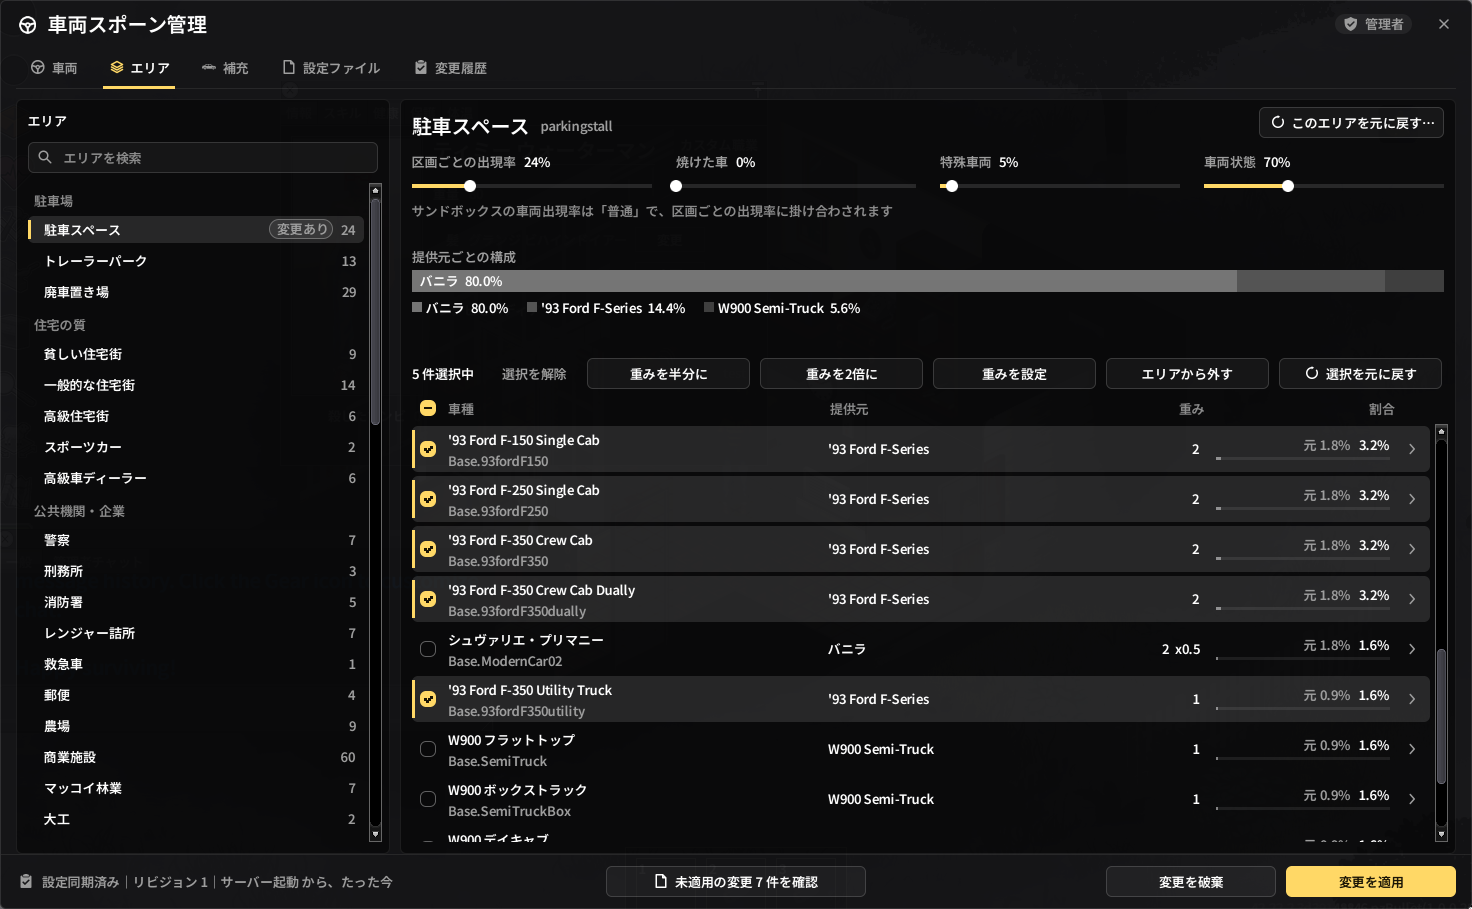 車両スポーン管理
管理者
車両
エリア
補充
設定ファイル
変更履歴
エリア
エリアを検索
駐車場
駐車スペース 変更あり 24
トレーラーパーク 13
廃車置き場 29
住宅の質
貧しい住宅街 9
一般的な住宅街 14
高級住宅街 6
スポーツカー 2
高級車ディーラー 6
公共機関・企業
警察 7
刑務所 3
消防署 5
レンジャー詰所 7
救急車 1
郵便 4
農場 9
商業施設 60
マッコイ林業 7
大工 2
駐車スペース parkingstall
このエリアを元に戻す…
区画ごとの出現率 24%
焼けた車 0%
特殊車両 5%
車両状態 70%
サンドボックスの車両出現率は「普通」で、区画ごとの出現率に掛け合わされます
提供元ごとの構成
バニラ 80.0%
バニラ 80.0% '93 Ford F-Series 14.4% W900 Semi-Truck 5.6%
5 件選択中 選択を解除 重みを半分に 重みを2倍に 重みを設定 エリアから外す 選択を元に戻す
車種 提供元 重み 割合
'93 Ford F-150 Single Cab
Base.93fordF150
'93 Ford F-Series 2 元 1.8% 3.2%
'93 Ford F-250 Single Cab
Base.93fordF250
'93 Ford F-Series 2 元 1.8% 3.2%
'93 Ford F-350 Crew Cab
Base.93fordF350
'93 Ford F-Series 2 元 1.8% 3.2%
'93 Ford F-350 Crew Cab Dually
Base.93fordF350dually
'93 Ford F-Series 2 元 1.8% 3.2%
シュヴァリエ・プリマニー
Base.ModernCar02
バニラ 2 x0.5 元 1.8% 1.6%
'93 Ford F-350 Utility Truck
Base.93fordF350utility
'93 Ford F-Series 1 元 0.9% 1.6%
W900 フラットトップ
Base.SemiTruck
W900 Semi-Truck 1 元 0.9% 1.6%
W900 ボックストラック
Base.SemiTruckBox
W900 Semi-Truck 1 元 0.9% 1.6%
W900 デイキャブ
設定同期済み | リビジョン 1 | サーバー起動 から、たった今
未適用の変更 7 件を確認
変更を破棄
変更を適用